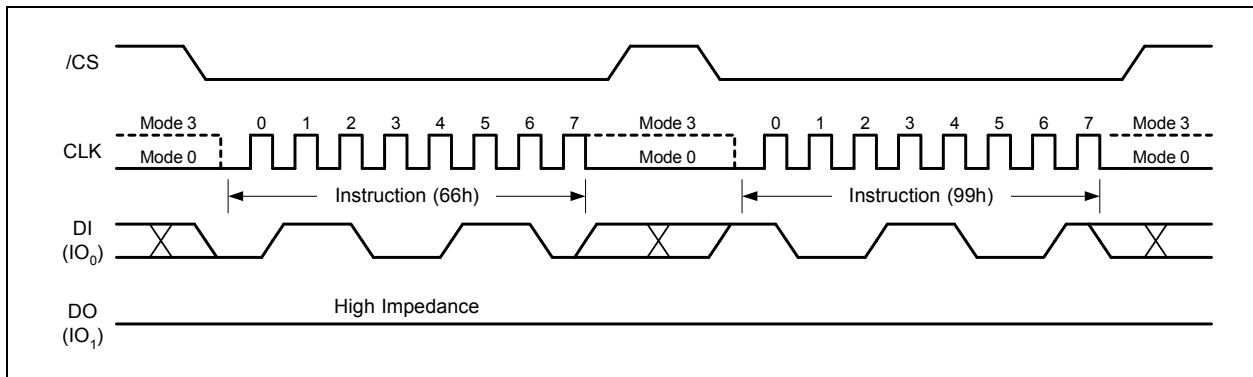 /CS
Mode 3 0 1 2 3 4 5 6 7 Mode 3 0 1 2 3 4 5 6 7 Mode 3
CLK Mode 0 Mode 0 Mode 0
Instruction (66h) Instruction (99h)
DI
(IO0)
High Impedance
DO
(IO1)